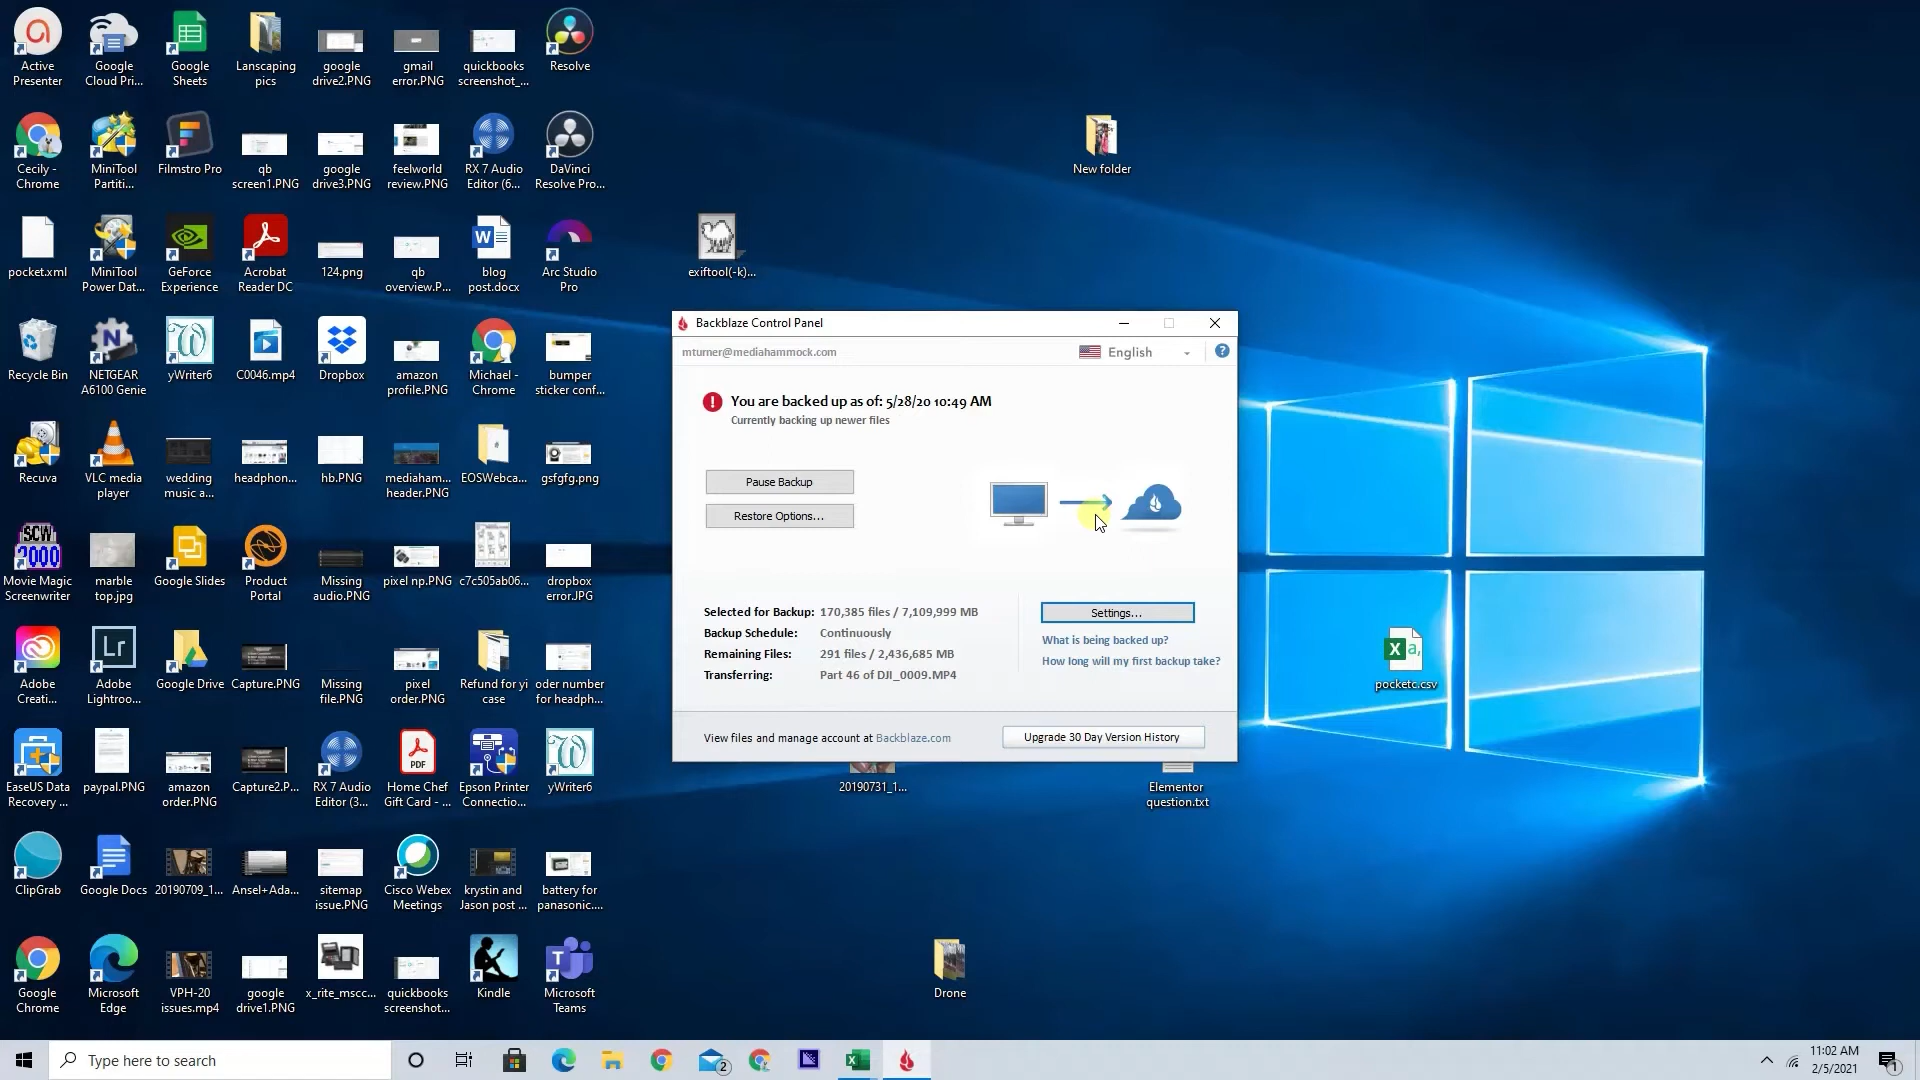 Active
Presenter
Google
Cloud Pri...
Google
Sheets
Lanscaping
pics
google
drive2.PNG
gmail
error.PNG
quickbooks
screenshot_...
Resolve
Cecily -
Chrome
MiniTool
Partiti...
Filmstro Pro
qb
screen1.PNG
google
drive3.PNG
feelworld
review.PNG
RX 7 Audio
Editor (6...
DaVinci
Resolve Pro...
New folder
pocket.xml
MiniTool
Power Dat...
GeForce
Experience
Acrobat
Reader DC
124.png
qb
overview.P...
blog
post.docx
Arc Studio
Pro
exiftool(-k)...
Recycle Bin
NETGEAR
A6100 Genie
yWriter6
C0046.mp4
Dropbox
amazon
profile.PNG
Michael -
Chrome
bumper
sticker conf...
Recuva
VLC media
player
wedding
music a...
headphon...
hb.PNG
mediaham...
header.PNG
EOSWebca...
gsfgfg.png
SCW
2000
Movie Magic
Screenwriter
marble
top.jpg
Google Slides
Product
Portal
Missing
audio.PNG
pixel np.PNG
c7c505ab06...
dropbox
error.JPG
Adobe
Creati...
Lr
Adobe
Lightroo...
Google Drive
Capture.PNG
Missing
file.PNG
pixel
order.PNG
Refund for yi
case
oder number
for headph...
EaseUS Data
Recovery ...
paypal.PNG
amazon
order.PNG
Capture2.P...
RX 7 Audio
Editor (3...
PDF
Home Chef
Gift Card - ...
Epson Printer
Connectio...
yWriter6
ClipGrab
Google Docs
20190709_1...
Ansel+Ada...
sitemap
issue.PNG
Cisco Webex
Meetings
krystin and
Jason post ...
battery for
panasonic....
Google
Chrome
Microsoft
Edge
VPH-20
issues.mp4
google
drive1.PNG
x_rite_mscc...
quickbooks
screenshot...
Kindle
Microsoft
Teams
Backblaze Control Panel
mturner@mediahammock.com
English
You are backed up as of: 5/28/20 10:49 AM
Currently backing up newer files
Pause Backup
Restore Options...
Selected for Backup: 170,385 files / 7,109,999 MB
Backup Schedule: Continuously
Remaining Files: 291 files / 2,436,685 MB
Transferring: Part 46 of DJI_0009.MP4
Settings...
What is being backed up?
How long will my first backup take?
View files and manage account at Backblaze.com
Upgrade 30 Day Version History
pocketc.csv
20190731_1...
Elementor
question.txt
Drone
Type here to search
2
11:02 AM
2/5/2021
1